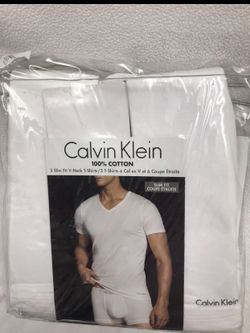 Calvin Klein
100% COTTON
3 Slim Fit V-Neck T-Shirts / 3 T-Shirts à Col en V et à Coupe Étroite
SLIM FIT
COUPE ÉTROITE
Calvin Klein